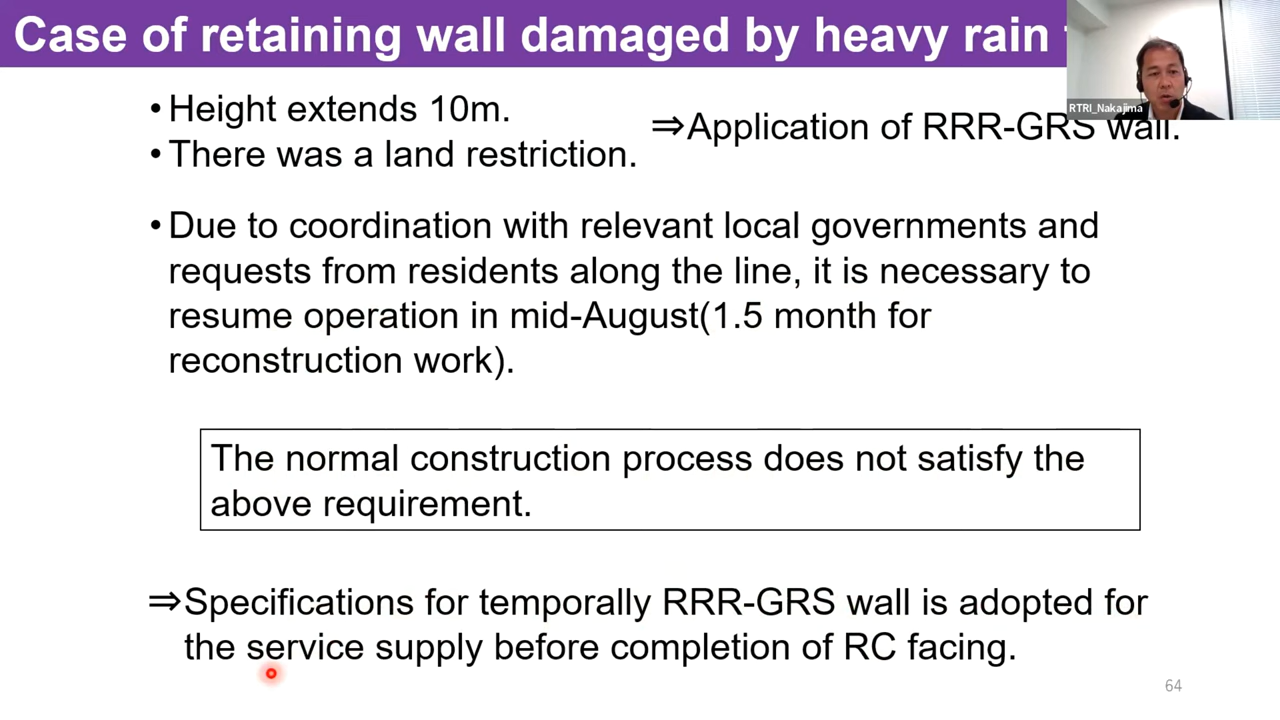 Case of retaining wall damaged by heavy rain
RTRI_Nakajima
• Height extends 10m.
• There was a land restriction.
⇒Application of RRR-GRS wall.
• Due to coordination with relevant local governments and
requests from residents along the line, it is necessary to
resume operation in mid-August(1.5 month for
reconstruction work).
The normal construction process does not satisfy the
above requirement.
⇒Specifications for temporally RRR-GRS wall is adopted for
the service supply before completion of RC facing.
64